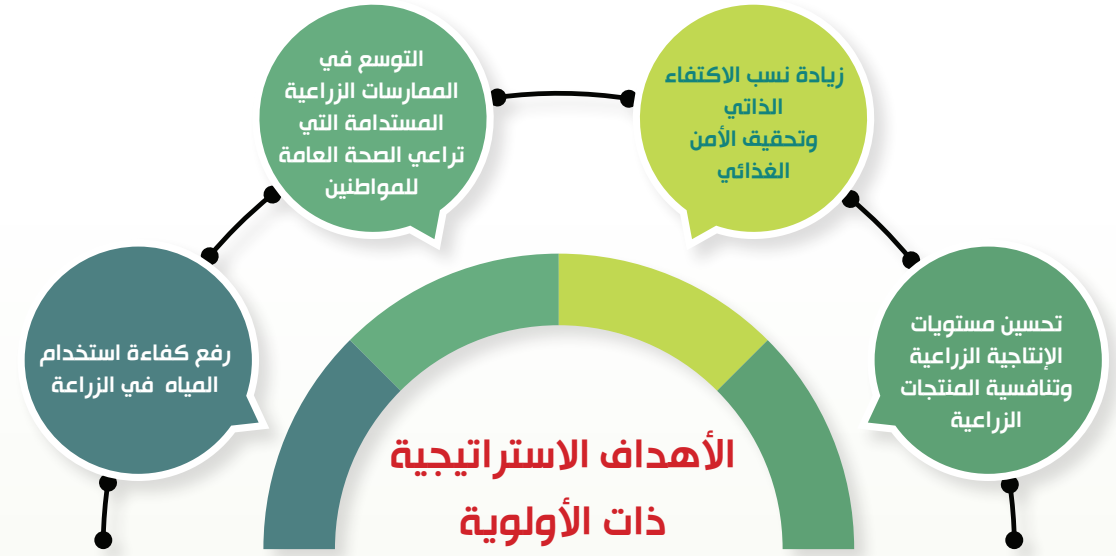 تحسين مستويات
الإنتاجية الزراعية
وتنافسية المنتجات
الزراعية
زيادة نسب الاكتفاء
الذاتي
وتحقيق الأمن
الغذائي
التوسع في
الممارسات الزراعية
المستدامة التي
تراعي الصحة العامة
للمواطنين
رفع كفاءة استخدام
المياه في الزراعة
الأهداف الاستراتيجية
ذات الأولوية